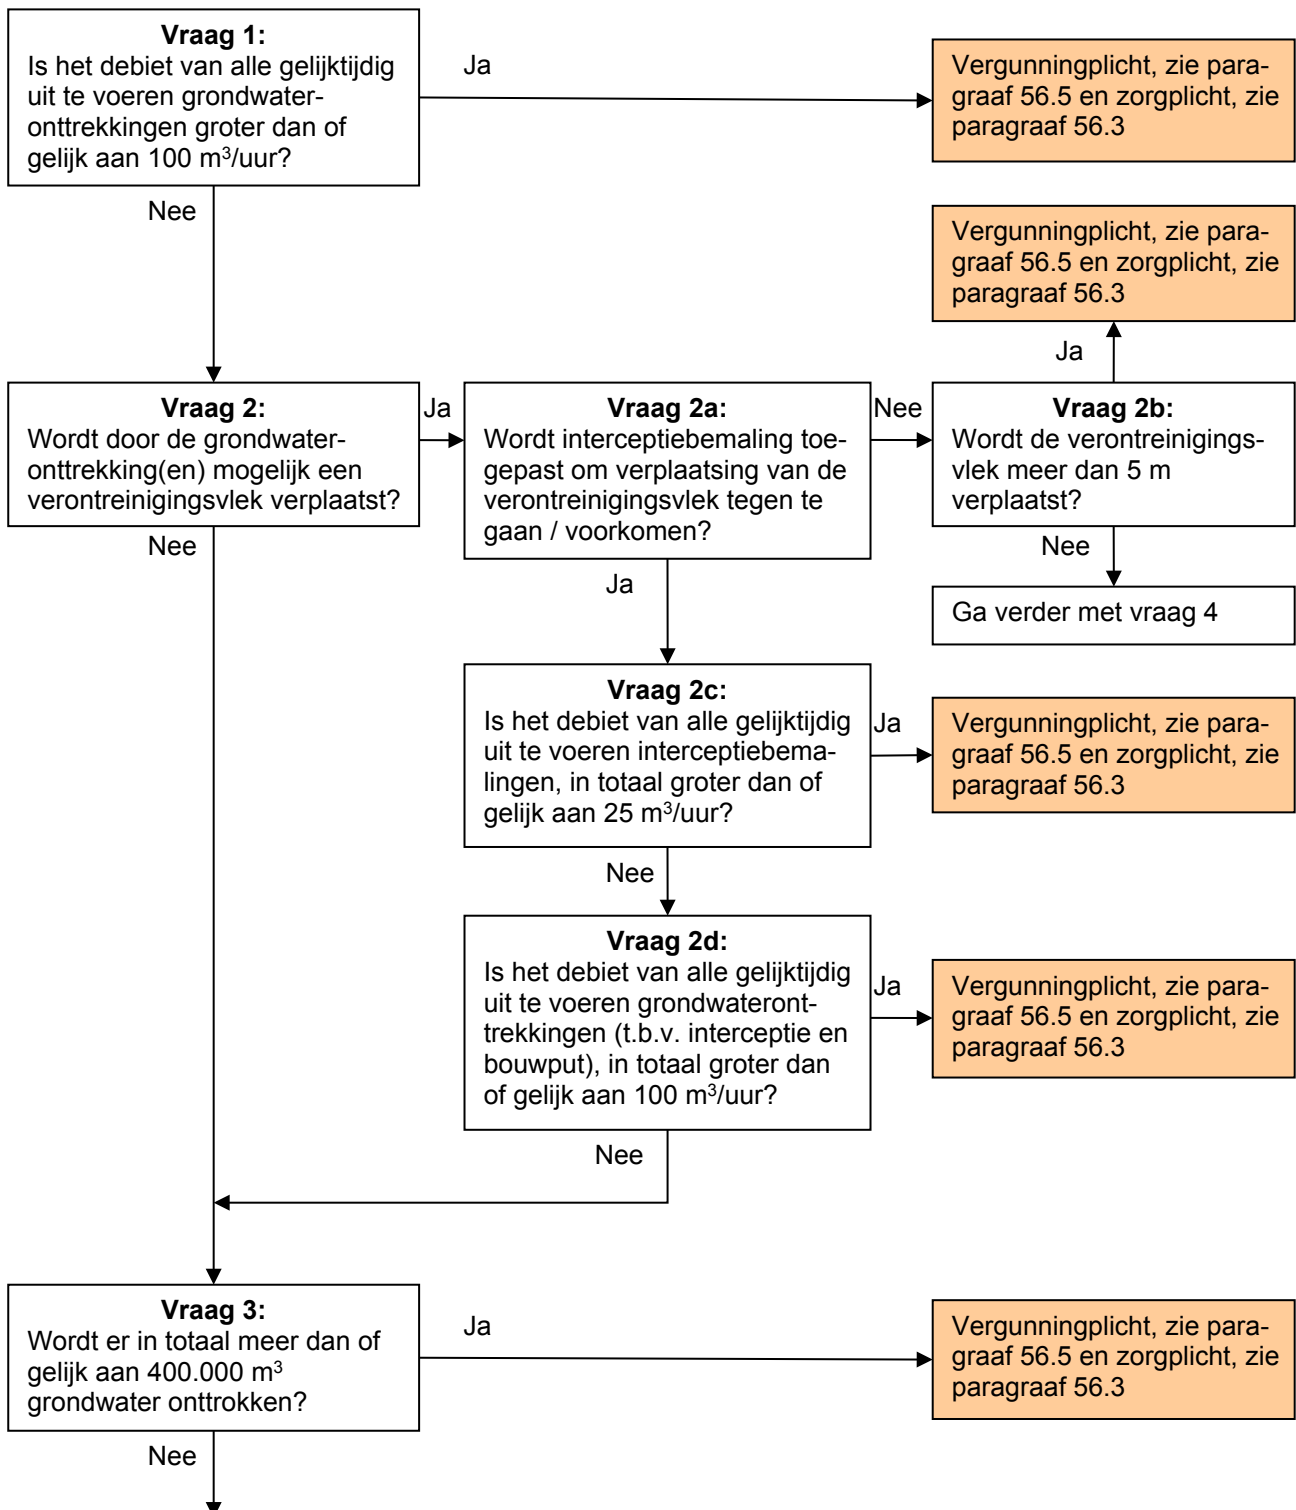 Vraag 1:
Is het debiet van alle gelijktijdig
uit te voeren grondwater-
onttrekkingen groter dan of
gelijk aan 100 m³/uur?
Ja
Vergunningplicht, zie para-
graaf 56.5 en zorgplicht, zie
paragraaf 56.3
Nee
Vergunningplicht, zie para-
graaf 56.5 en zorgplicht, zie
paragraaf 56.3
Ja
Vraag 2:
Wordt door de grondwater-
onttrekking(en) mogelijk een
verontreinigingsvlek verplaatst?
Ja
Vraag 2a:
Wordt interceptiebemaling toe-
gepast om verplaatsing van de
verontreinigingsvlek tegen te
gaan / voorkomen?
Nee
Vraag 2b:
Wordt de verontreinigings-
vlek meer dan 5 m
verplaatst?
Nee
Nee
Ja
Ga verder met vraag 4
Vraag 2c:
Is het debiet van alle gelijktijdig
uit te voeren interceptiebema-
lingen, in totaal groter dan of
gelijk aan 25 m³/uur?
Ja
Vergunningplicht, zie para-
graaf 56.5 en zorgplicht, zie
paragraaf 56.3
Nee
Vraag 2d:
Is het debiet van alle gelijktijdig
uit te voeren grondwateront-
trekkingen (t.b.v. interceptie en
bouwput), in totaal groter dan
of gelijk aan 100 m³/uur?
Ja
Vergunningplicht, zie para-
graaf 56.5 en zorgplicht, zie
paragraaf 56.3
Nee
Vraag 3:
Wordt er in totaal meer dan of
gelijk aan 400.000 m³
grondwater onttrokken?
Ja
Vergunningplicht, zie para-
graaf 56.5 en zorgplicht, zie
paragraaf 56.3
Nee